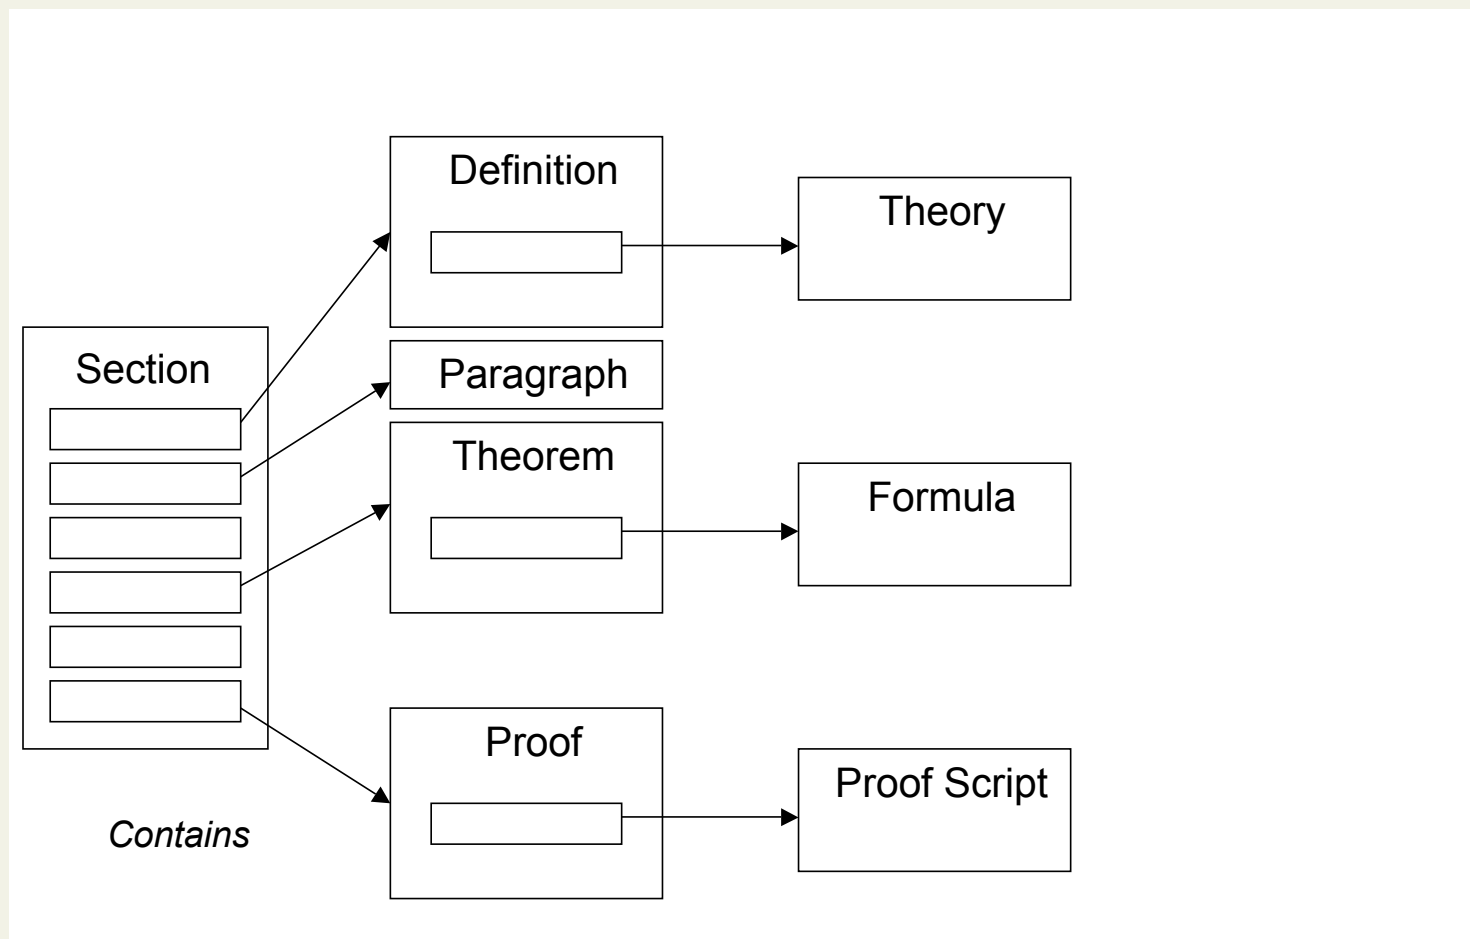 Definition
Theory
Section
Paragraph
Theorem
Formula
Proof
Proof Script
Contains